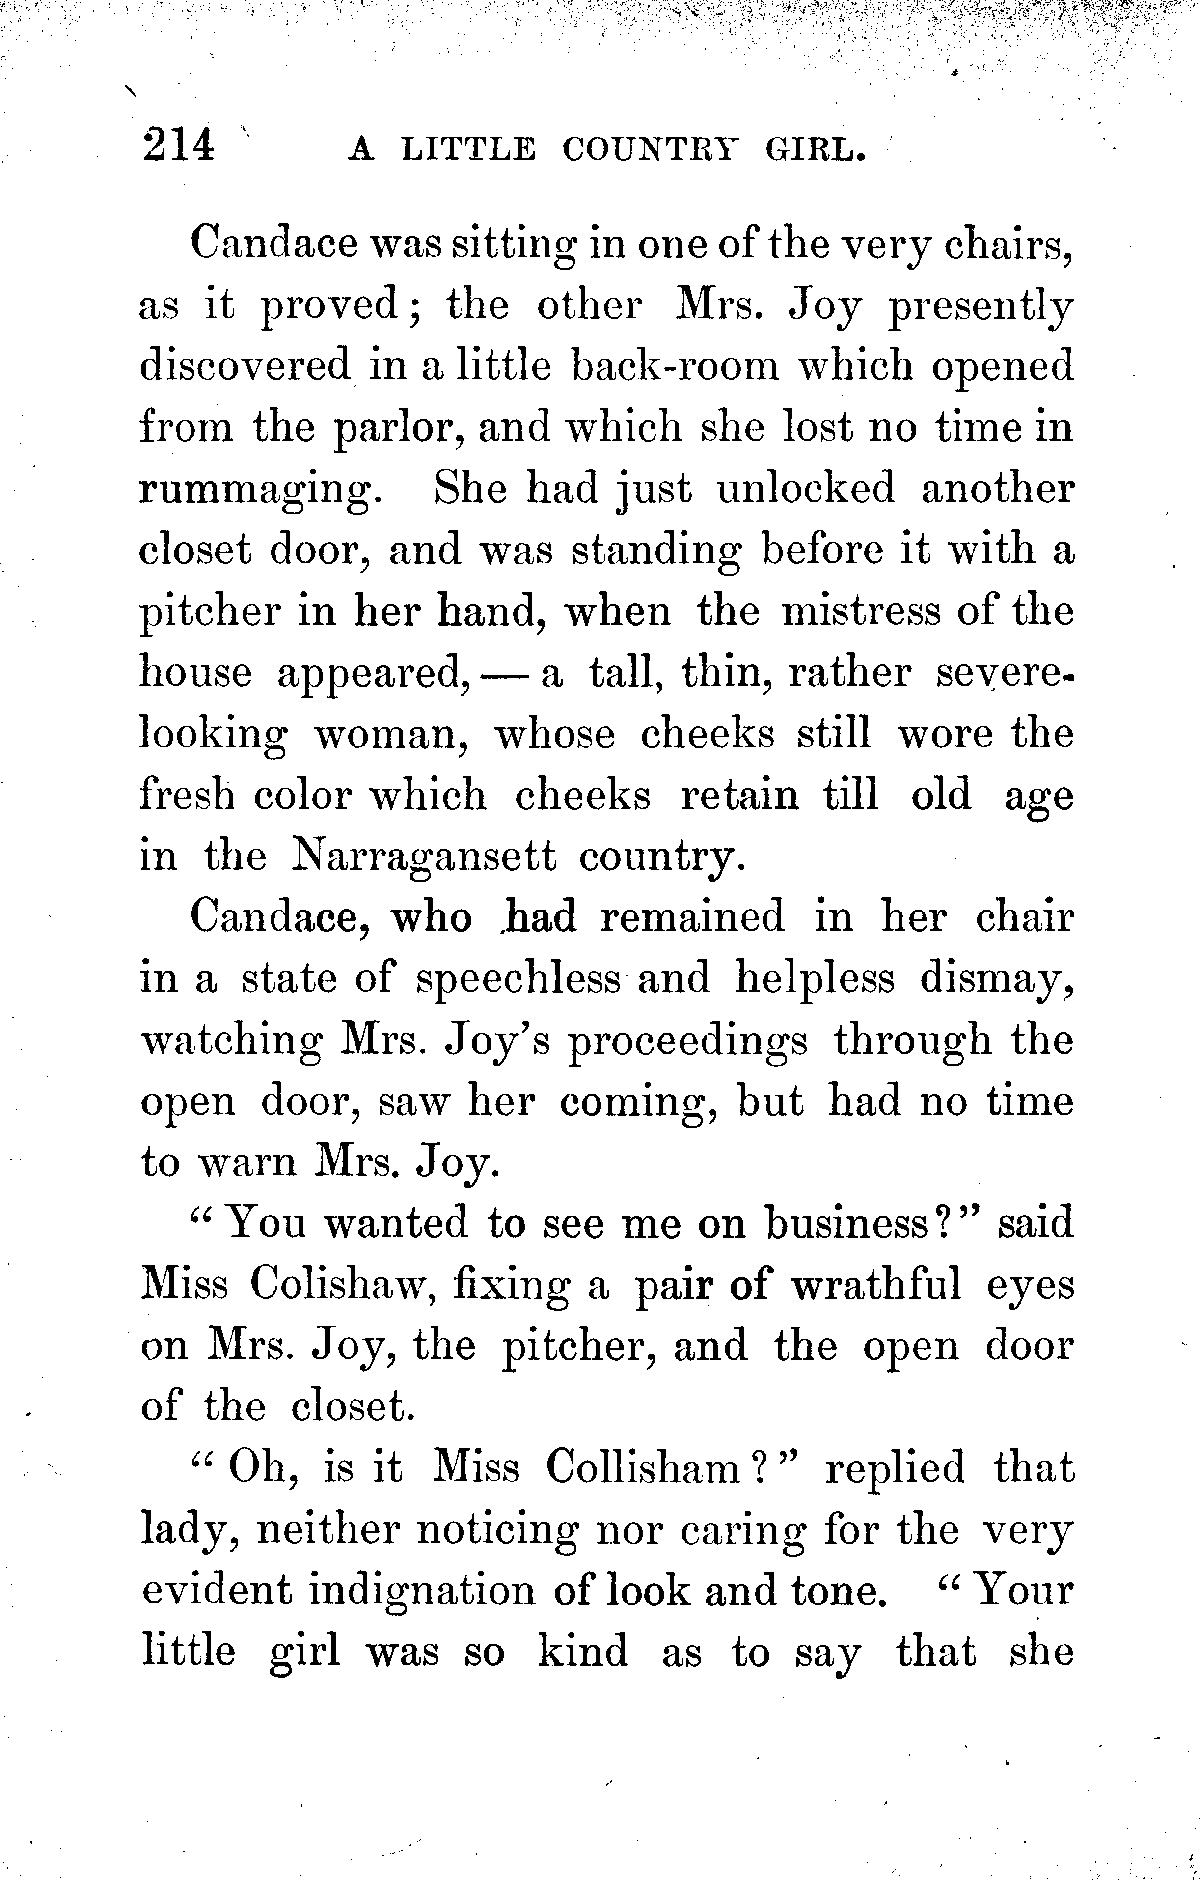 214 A LITTLE COUNTRY GIRL.
Candace was sitting in one of the very chairs,
as it proved; the other Mrs. Joy presently
discovered in a little back-room which opened
from the parlor, and which she lost no time in
rummaging. She had just unlocked another
closet door, and was standing before it with a
pitcher in her hand, when the mistress of the
house appeared, — a tall, thin, rather severe-
looking woman, whose cheeks still wore the
fresh color which cheeks retain till old age
in the Narragansett country.
Candace, who had remained in her chair
in a state of speechless and helpless dismay,
watching Mrs. Joy's proceedings through the
open door, saw her coming, but had no time
to warn Mrs. Joy.
“ You wanted to see me on business?” said
Miss Colishaw, fixing a pair of wrathful eyes
on Mrs. Joy, the pitcher, and the open door
of the closet.
“ Oh, is it Miss Collisham ? ” replied that
lady, neither noticing nor caring for the very
evident indignation of look and tone. “ Your
little girl was so kind as to say that she